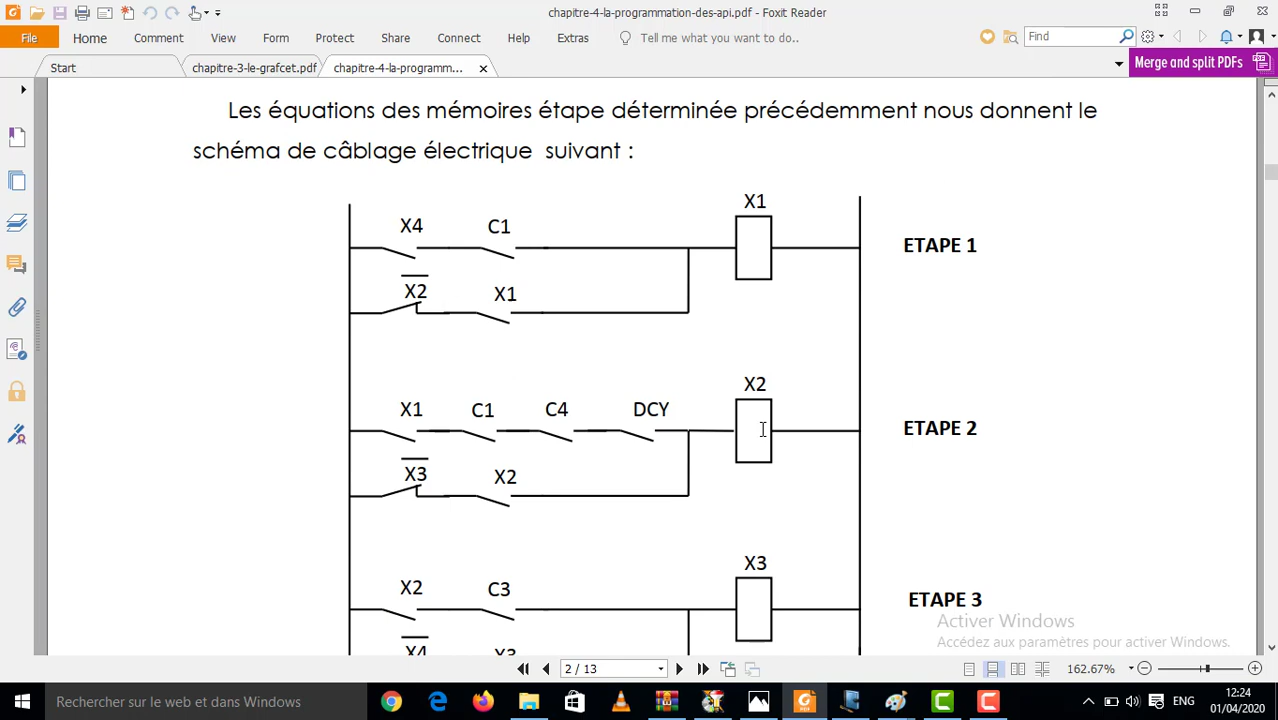 chapitre-4-la-programmation-des-api.pdf - Foxit Reader
File Home Comment View Form Protect Share Connect Help Extras Tell me what you want to do.. Find
Start chapitre-3-le-grafcet.pdf chapitre-4-la-programm... Merge and split PDFs
Les équations des mémoires étape déterminée précédemment nous donnent le
schéma de câblage électrique suivant :
X1
X4 C1
ETAPE 1
X2 X1
X2
X1 C1 C4 DCY
ETAPE 2
X3 X2
X3
X2 C3
ETAPE 3
Activer Windows
Accédez aux paramètres pour activer Windows.
X4 X3
2 / 13 162.67%
Rechercher sur le web et dans Windows ENG 12:24
01/04/2020